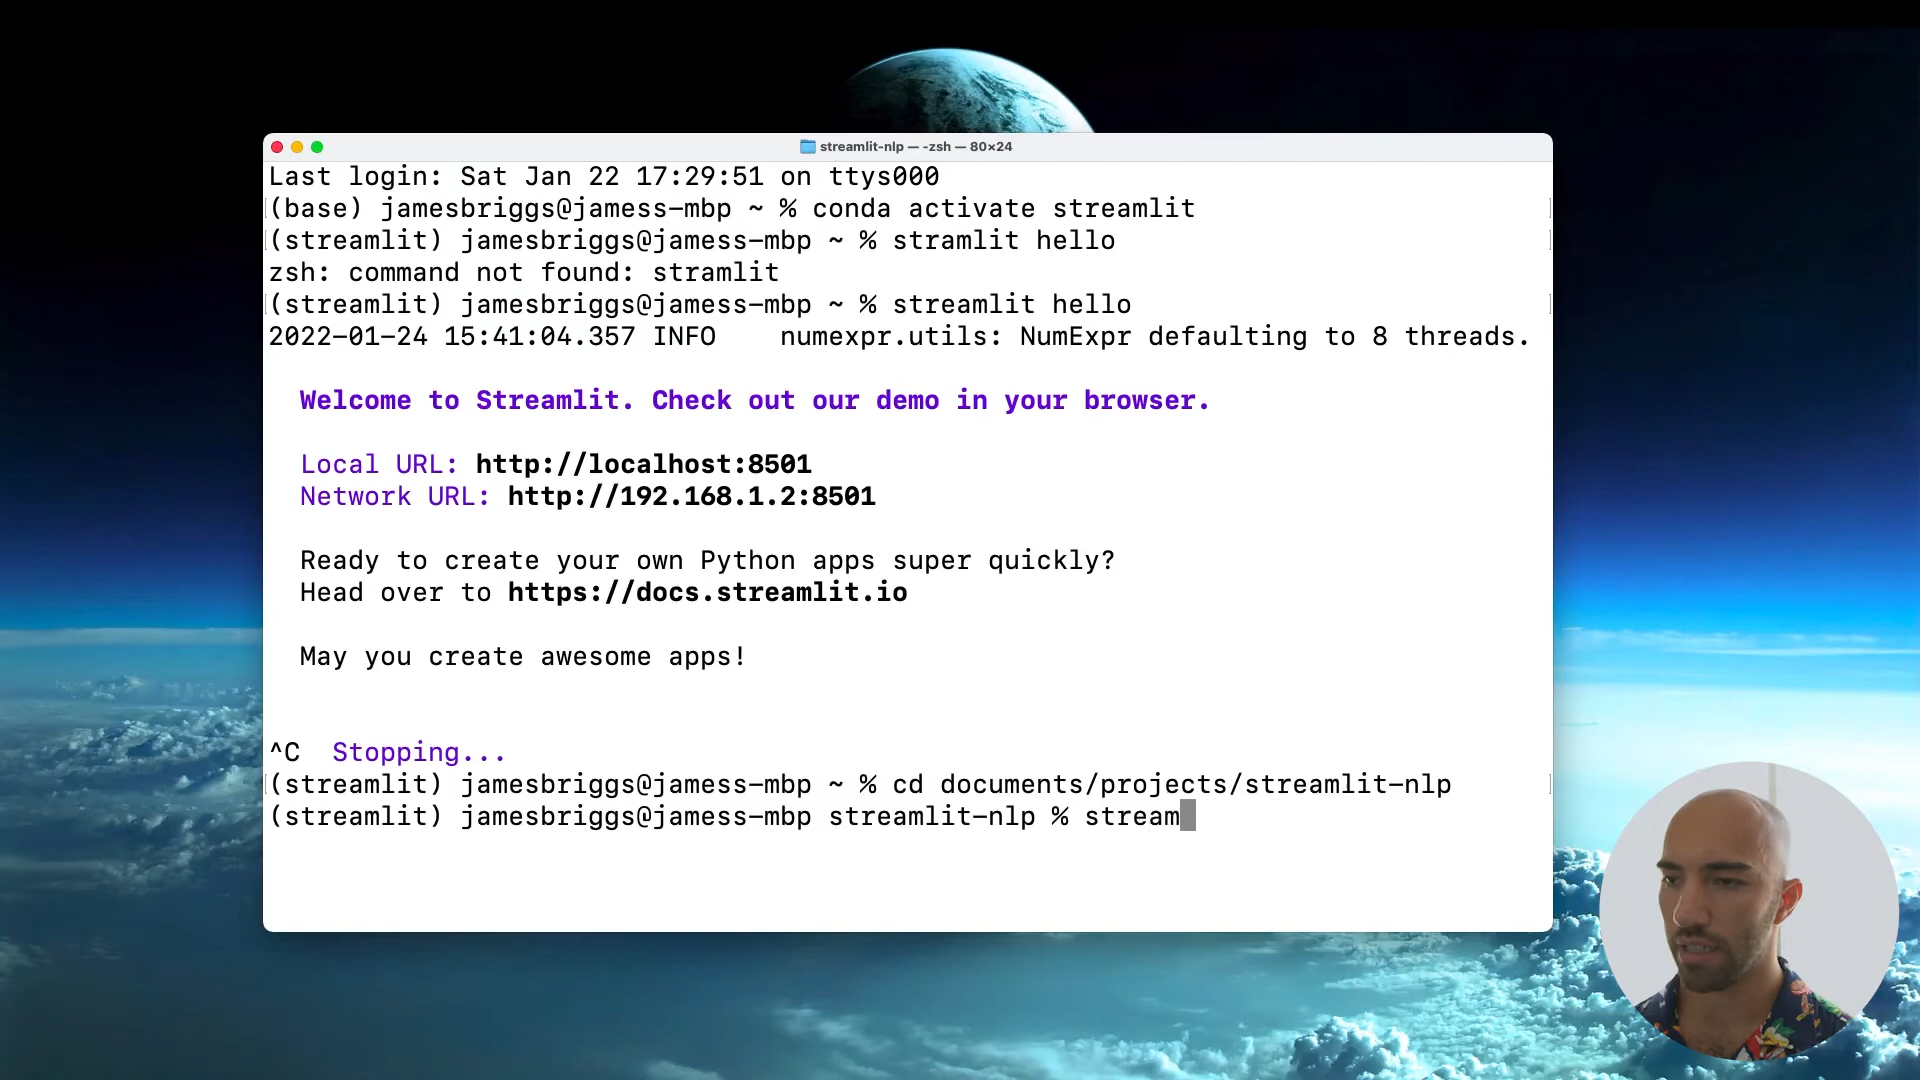 streamlit-nlp — -zsh — 80×24
Last login: Sat Jan 22 17:29:51 on ttys000
(base) jamesbriggs@jamess-mbp ~ % conda activate streamlit
(streamlit) jamesbriggs@jamess-mbp ~ % stramlit hello
zsh: command not found: stramlit
(streamlit) jamesbriggs@jamess-mbp ~ % streamlit hello
2022-01-24 15:41:04.357 INFO    numexpr.utils: NumExpr defaulting to 8 threads.
Welcome to Streamlit. Check out our demo in your browser.
Local URL: http://localhost:8501
Network URL: http://192.168.1.2:8501
Ready to create your own Python apps super quickly?
Head over to https://docs.streamlit.io
May you create awesome apps!
^C  Stopping...
(streamlit) jamesbriggs@jamess-mbp ~ % cd documents/projects/streamlit-nlp
(streamlit) jamesbriggs@jamess-mbp streamlit-nlp % stream